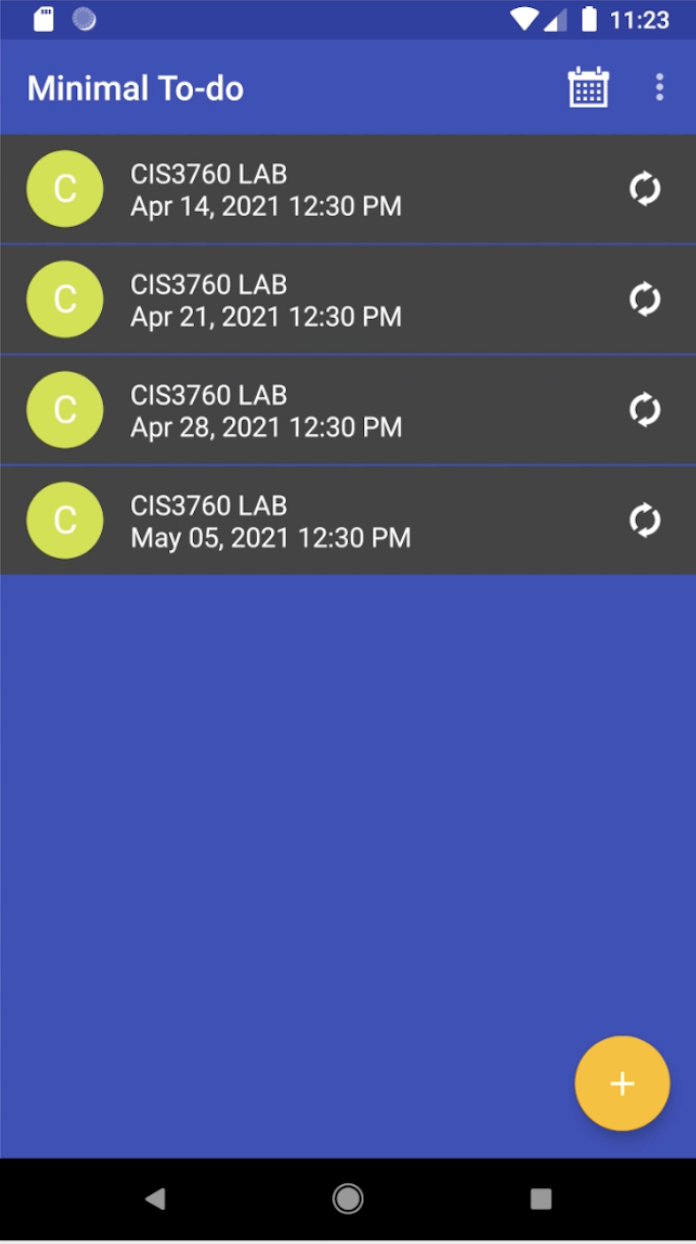 11:23
Minimal To-do
C
CIS3760 LAB
Apr 14, 2021 12:30 PM
C
CIS3760 LAB
Apr 21, 2021 12:30 PM
C
CIS3760 LAB
Apr 28, 2021 12:30 PM
C
CIS3760 LAB
May 05, 2021 12:30 PM
+